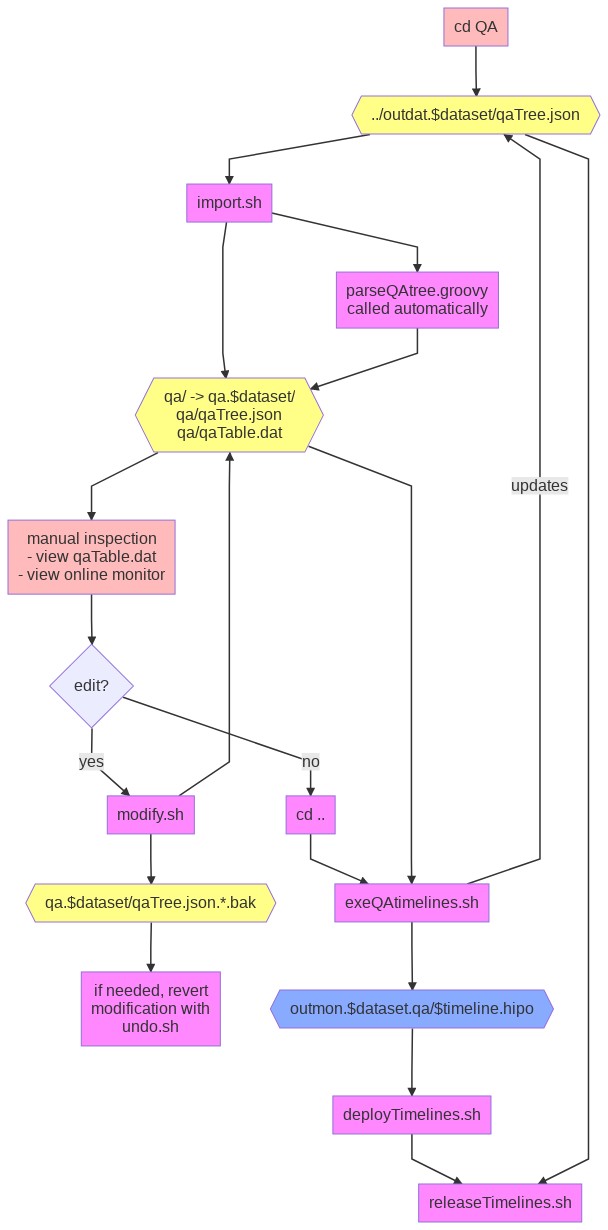 cd QA
../outdat.$dataset/qaTree.json
import.sh
parseQAtree.groovy
called automatically
qa/ -> qa.$dataset/
qa/qaTree.json
qa/qaTable.dat
updates
manual inspection
- view qaTable.dat
- view online monitor
edit?
yes
no
modify.sh
cd ..
qa.$dataset/qaTree.json.*.bak
exeQAtimelines.sh
if needed, revert
modification with
undo.sh
outmon.$dataset.qa/$timeline.hipo
deployTimelines.sh
releaseTimelines.sh